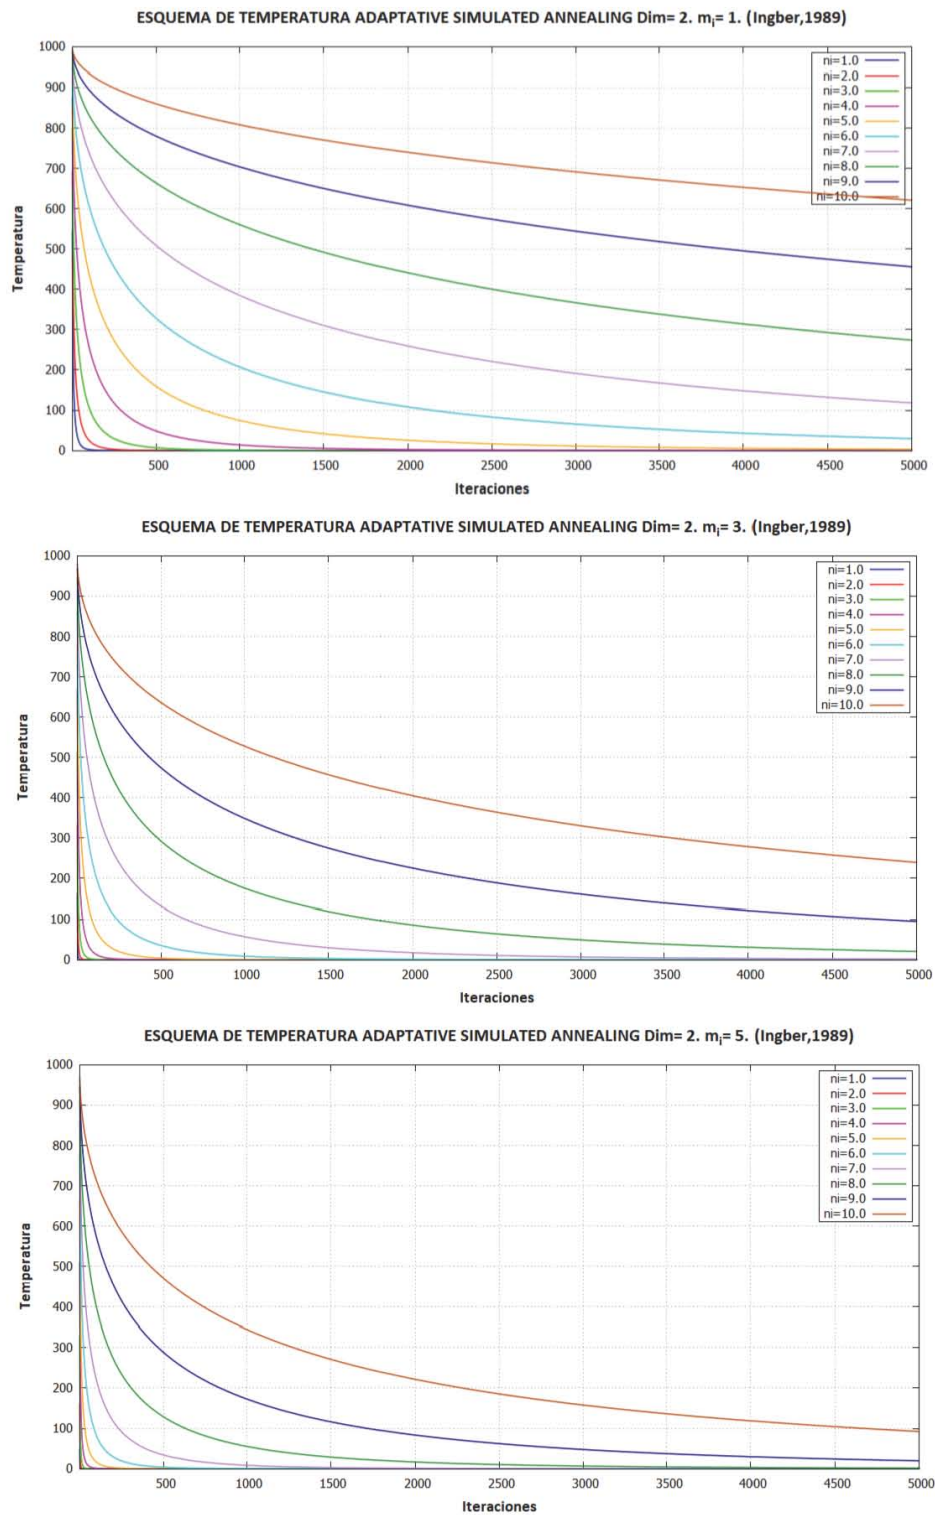 ESQUEMA DE TEMPERATURA ADAPTATIVE SIMULATED ANNEALING Dim= 2. mi= 1. (Ingber,1989)
1000
900
800
700
600
500
400
300
200
100
0
Temperatura
ni=1.0
ni=2.0
ni=3.0
ni=4.0
ni=5.0
ni=6.0
ni=7.0
ni=8.0
ni=9.0
ni=10.0
500 1000 1500 2000 2500 3000 3500 4000 4500 5000
Iteraciones
ESQUEMA DE TEMPERATURA ADAPTATIVE SIMULATED ANNEALING Dim= 2. mi= 3. (Ingber,1989)
1000
900
800
700
600
500
400
300
200
100
0
Temperatura
ni=1.0
ni=2.0
ni=3.0
ni=4.0
ni=5.0
ni=6.0
ni=7.0
ni=8.0
ni=9.0
ni=10.0
500 1000 1500 2000 2500 3000 3500 4000 4500 5000
Iteraciones
ESQUEMA DE TEMPERATURA ADAPTATIVE SIMULATED ANNEALING Dim= 2. mi= 5. (Ingber,1989)
1000
900
800
700
600
500
400
300
200
100
0
Temperatura
ni=1.0
ni=2.0
ni=3.0
ni=4.0
ni=5.0
ni=6.0
ni=7.0
ni=8.0
ni=9.0
ni=10.0
500 1000 1500 2000 2500 3000 3500 4000 4500 5000
Iteraciones